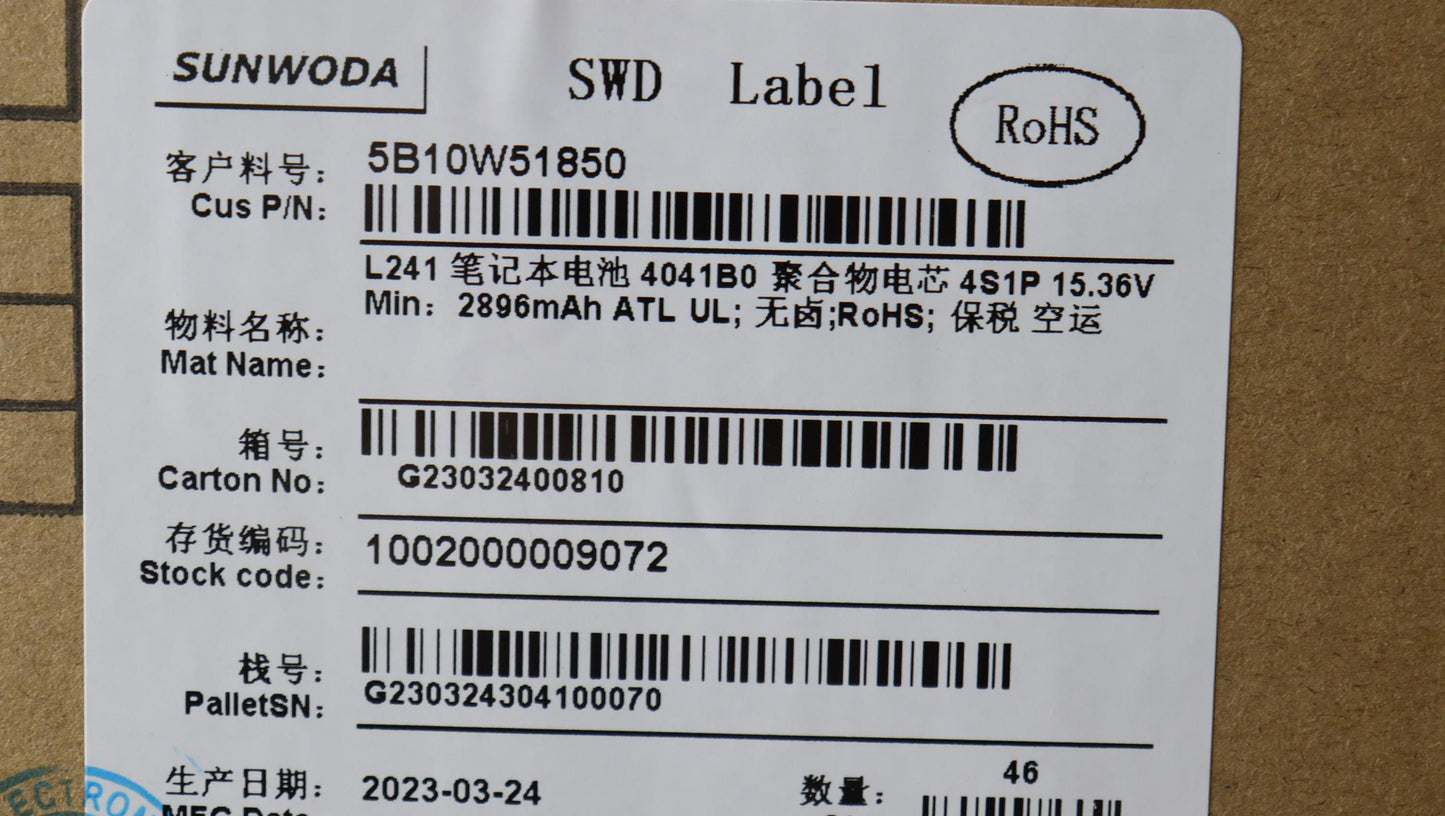 SUNWODA
SWD Label
RoHS
客户料号: 5B10W51850
Cus P/N:
L241 笔记本电池 4041B0 聚合物电芯 4S1P 15.36V
Min: 2896mAh ATL UL; 无卤;RoHS; 保税 空运
物料名称:
Mat Name:
箱号:
Carton No: G23032400810
存货编码: 1002000009072
Stock code:
栈号:
PalletSN: G230324304100070
生产日期: 2023-03-24 数量: 46
MFG Date
ECTRON